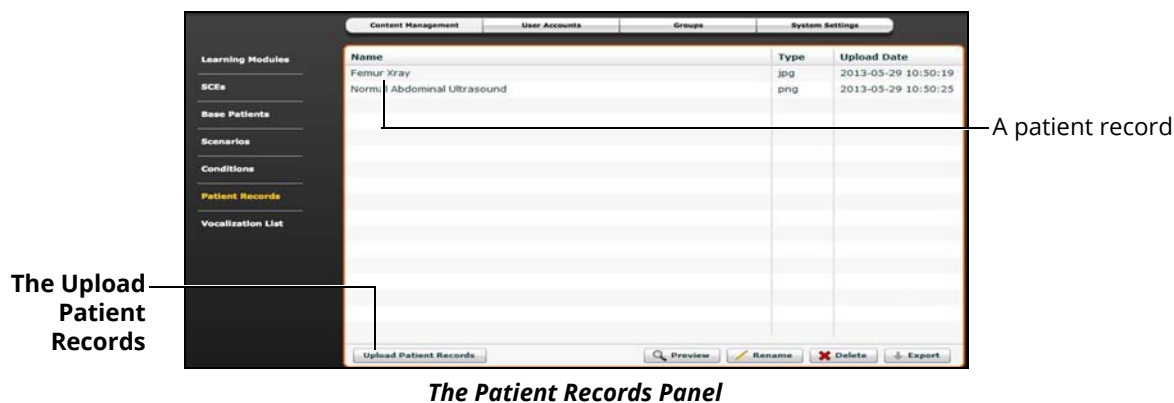 Content Management User Accounts Groups System Settings
Learning Modules
SCEs
Base Patients
Scenarios
Conditions
Patient Records
Vocalization List
Name Type Upload Date
Femur Xray jpg 2013-05-29 10:50:19
Normal Abdominal Ultrasound png 2013-05-29 10:50:25
A patient record
The Upload
Patient
Records
Upload Patient Records Preview Rename Delete Export
The Patient Records Panel